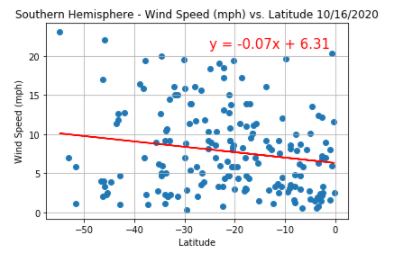 Southern Hemisphere - Wind Speed (mph) vs. Latitude 10/16/2020
y = -0.07x + 6.31
Wind Speed (mph)
20
15
10
5
0
−50
−40
−30
−20
−10
0
Latitude